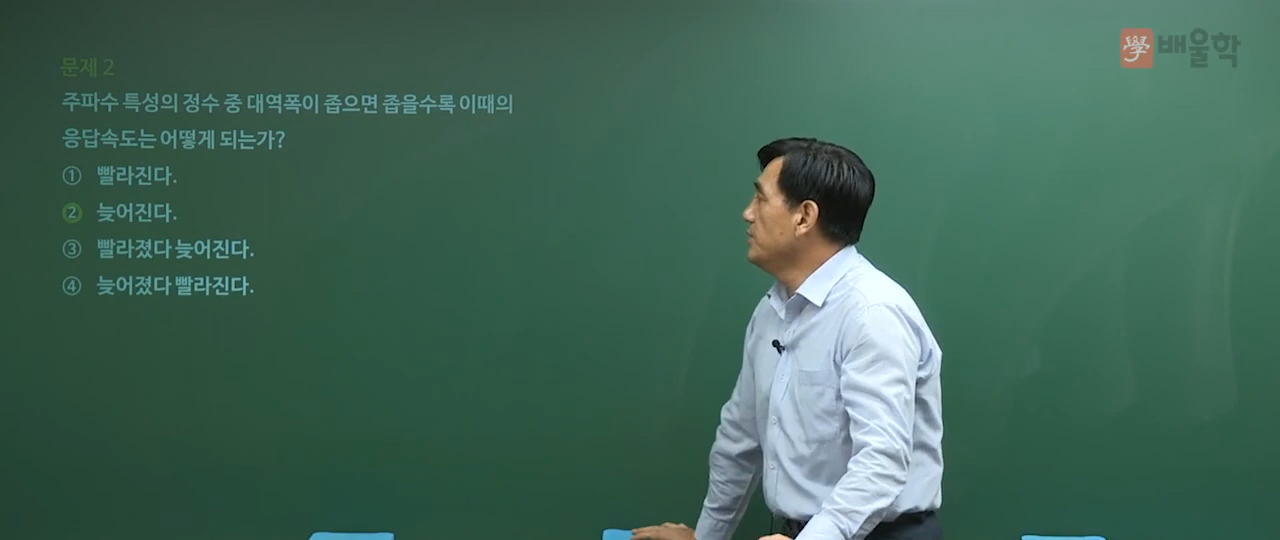 學 배울학
문제 2
주파수 특성의 정수 중 대역폭이 좁으면 좁을수록 이때의
응답속도는 어떻게 되는가?
① 빨라진다.
② 늦어진다.
③ 빨라졌다 늦어진다.
④ 늦어졌다 빨라진다.